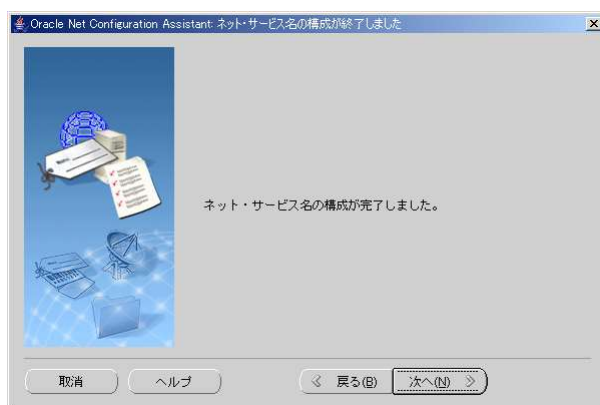 Oracle Net Configuration Assistant: ネット・サービス名の構成が終了しました
ネット・サービス名の構成が完了しました。
取消
ヘルプ
戻る(B)
次へ(N)